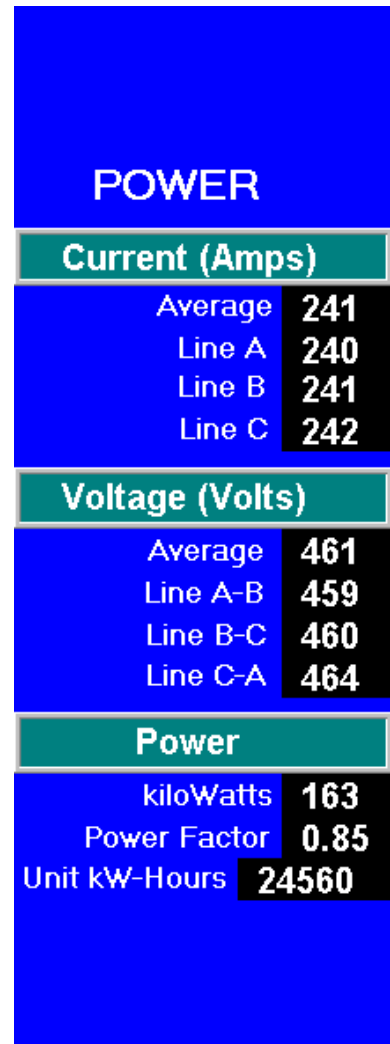 POWER
Current (Amps)
Average 241
Line A 240
Line B 241
Line C 242
Voltage (Volts)
Average 461
Line A-B 459
Line B-C 460
Line C-A 464
Power
kiloWatts 163
Power Factor 0.85
Unit kW-Hours 24560